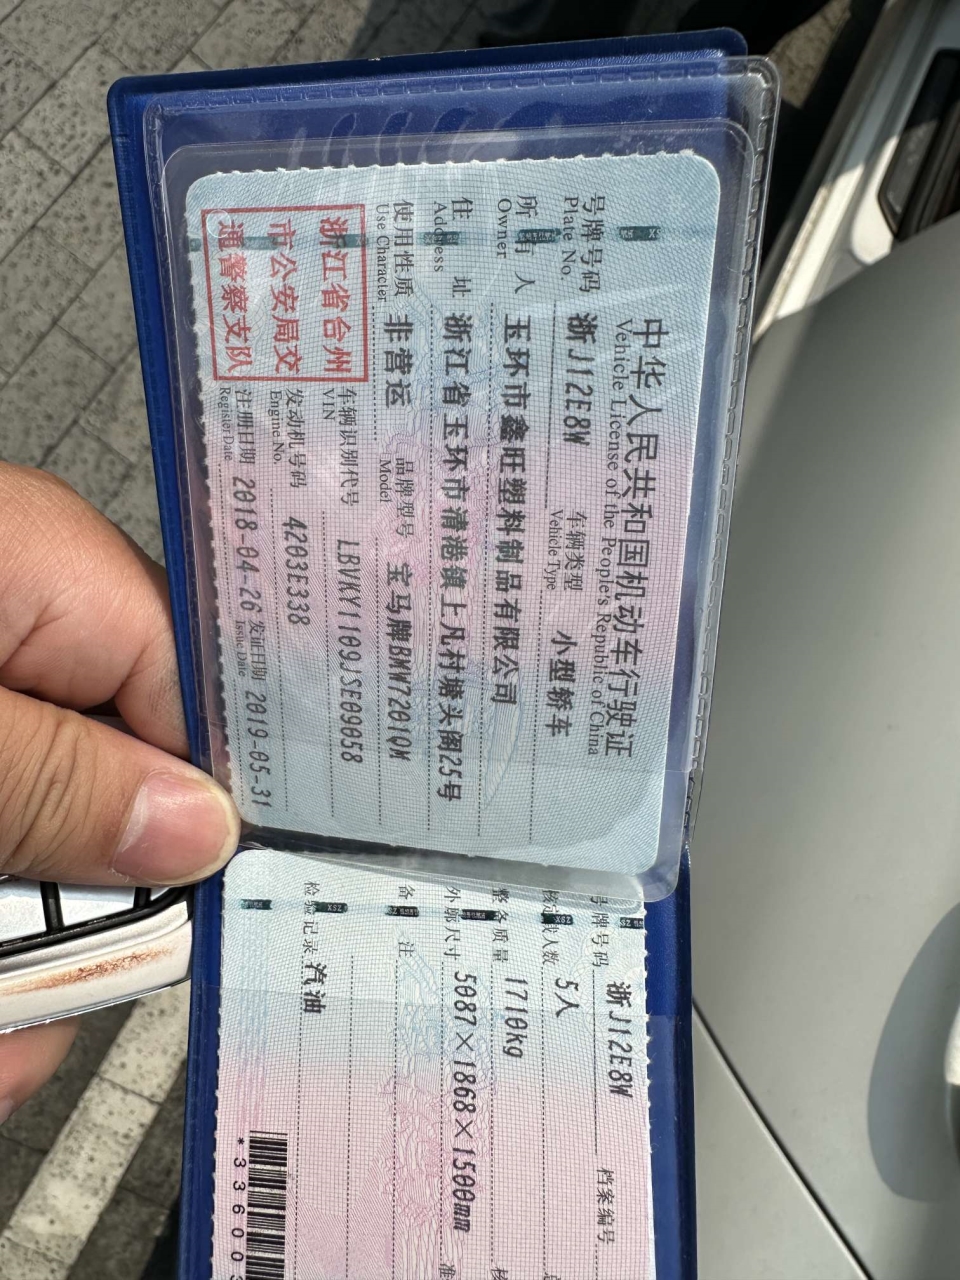 中华人民共和国机动车行驶证
Vehicle License of the People's Republic of China
号牌号码 浙J12E8W 车辆类型 小型轿车
Plate No. Vehicle Type
所有人 玉环市鑫旺塑料制品有限公司
Owner
住址 浙江省玉环市清港镇上凡村塘头阁25号
Address
使用性质 非营运 品牌型号 宝马牌BMW7201QM
Use Character Model
浙江省台州
市公安局交
通警察支队
车辆识别代号 LBVKY1109JSE09058
VIN
发动机号码 4203E338
Engine No.
注册日期 2018-04-26 发证日期 2019-05-31
Register Date Issue Date
号牌号码 浙J12E8W 档案编号
核定载人数 5人
整备质量 1710kg
外廓尺寸 5087×1868×1500mm
备注
检验记录 汽油
*33600